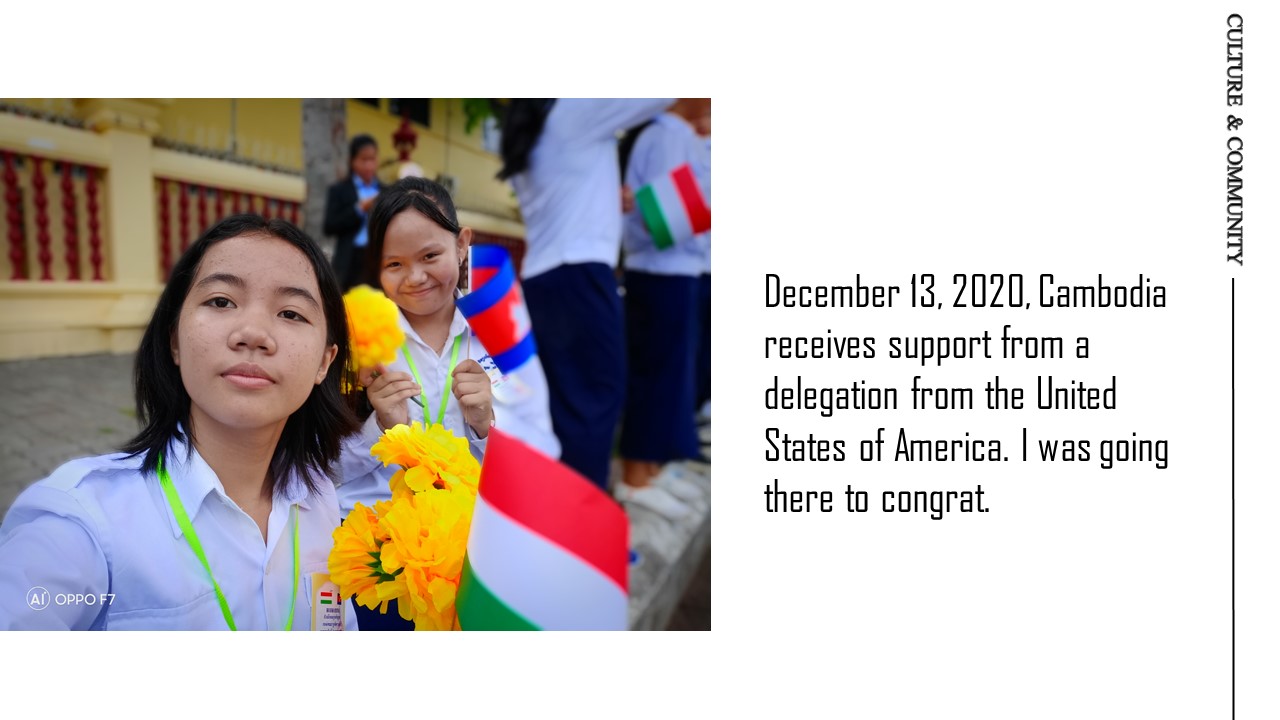 CULTURE & COMMUNITY
December 13, 2020, Cambodia
receives support from a
delegation from the United
States of America. I was going
there to congrat.
AI OPPO F7